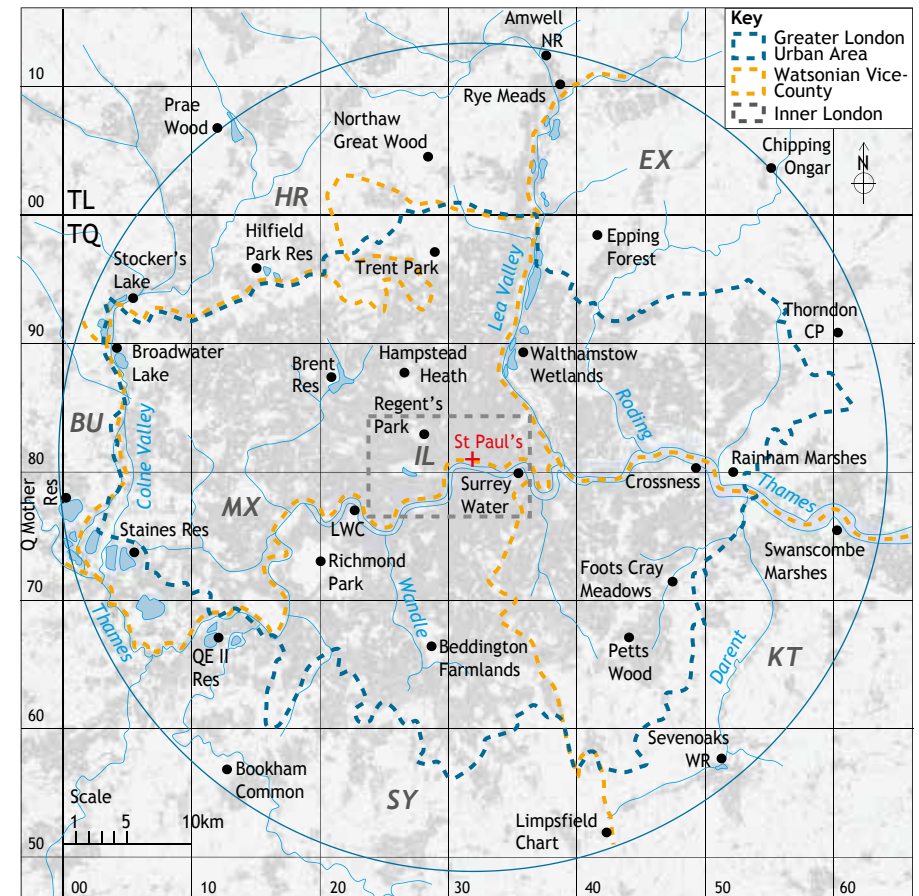 Amwell
NR
Key
Greater London
Urban Area
Watsonian Vice-
County
Inner London
10
Rye Meads
Prae
Wood
Northaw
Great Wood
Chipping
Ongar
N
EX
HR
TL
00
TQ
Hilfield
Park Res
Epping
Forest
Stocker's
Lake
Trent Park
Lea Valley
Thorndon
CP
90
Broadwater
Lake
Brent
Res
Hampstead
Heath
Walthamstow
Wetlands
Regent's
Park
Roding
BU
Colne Valley
IL
St Paul's
80
Rainham Marshes
Crossness
Surrey
Water
Thames
Q Mother
Res
MX
Staines Res
LWC
Richmond
Park
Swanscombe
Marshes
Foots Cray
Meadows
70
Thames
Wandle
QE II
Res
Beddington
Farmlands
Petts
Wood
Darent
KT
60
Sevenoaks
WR
Bookham
Common
Scale
1 5 10km
SY
Limpsfield
Chart
50
00 10 20 30 40 50 60